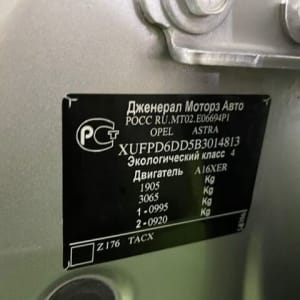 Дженерал Моторз Авто
РОСС RU.MT02.E06694P1
OPEL ASTRA
XUFPD6DD5B3014813
Экологический класс 4
Двигатель A16XER
1905 Kg
3065 Kg
1 - 0995 Kg
2 - 0920 Kg
Z176 TACX